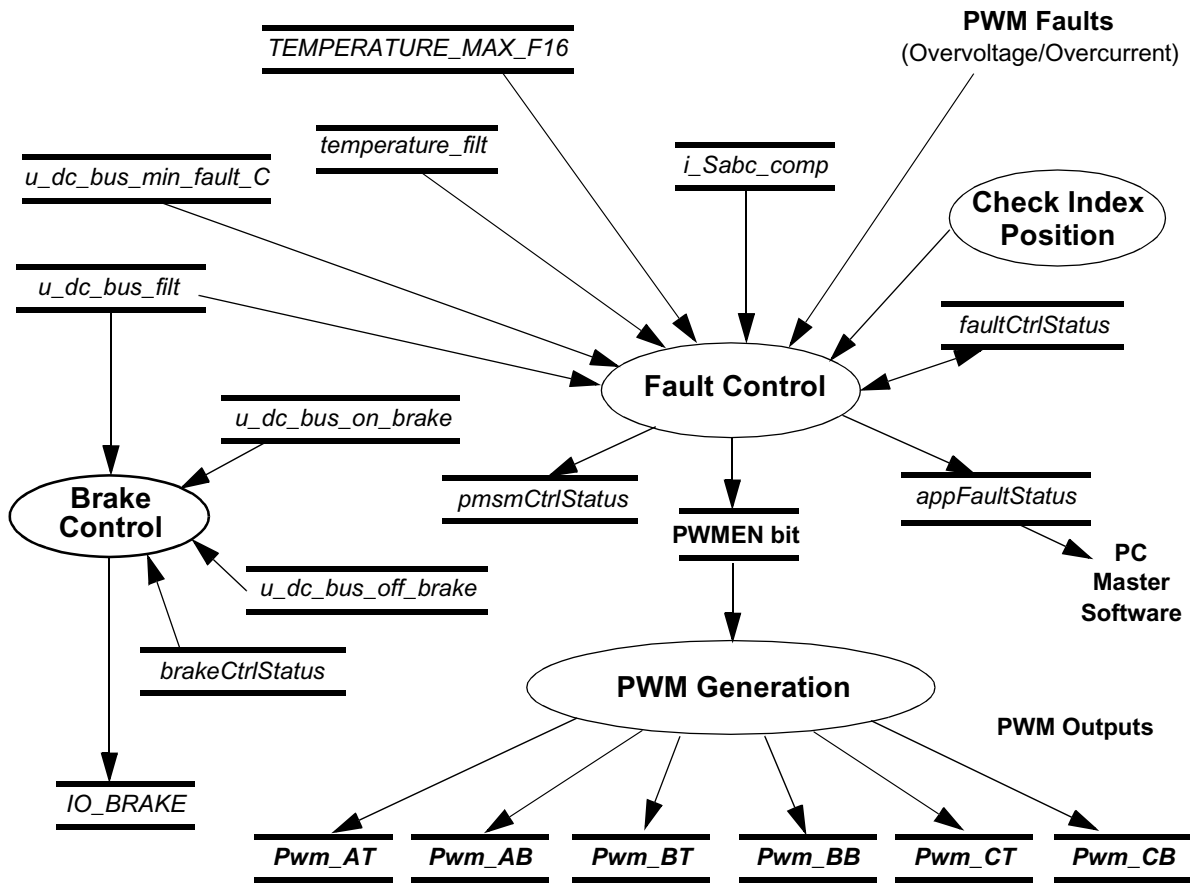 PWM Faults
(Overvoltage/Overcurrent)
TEMPERATURE_MAX_F16
temperature_filt
i_Sabc_comp
u_dc_bus_min_fault_C
Check Index
Position
u_dc_bus_filt
faultCtrlStatus
Fault Control
u_dc_bus_on_brake
Brake
Control
pmsmCtrlStatus
appFaultStatus
PWMEN bit
PC
Master
Software
u_dc_bus_off_brake
brakeCtrlStatus
PWM Generation
PWM Outputs
IO_BRAKE
Pwm_AT
Pwm_AB
Pwm_BT
Pwm_BB
Pwm_CT
Pwm_CB